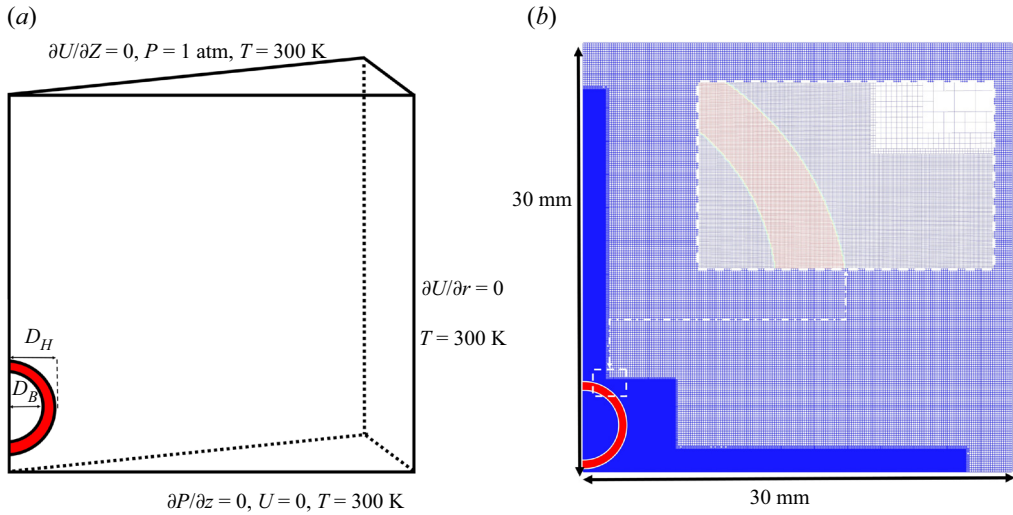 (a)
∂U/∂Z = 0, P = 1 atm, T = 300 K
D_H
D_B
∂U/∂r = 0
T = 300 K
∂P/∂z = 0, U = 0, T = 300 K
(b)
30 mm
30 mm